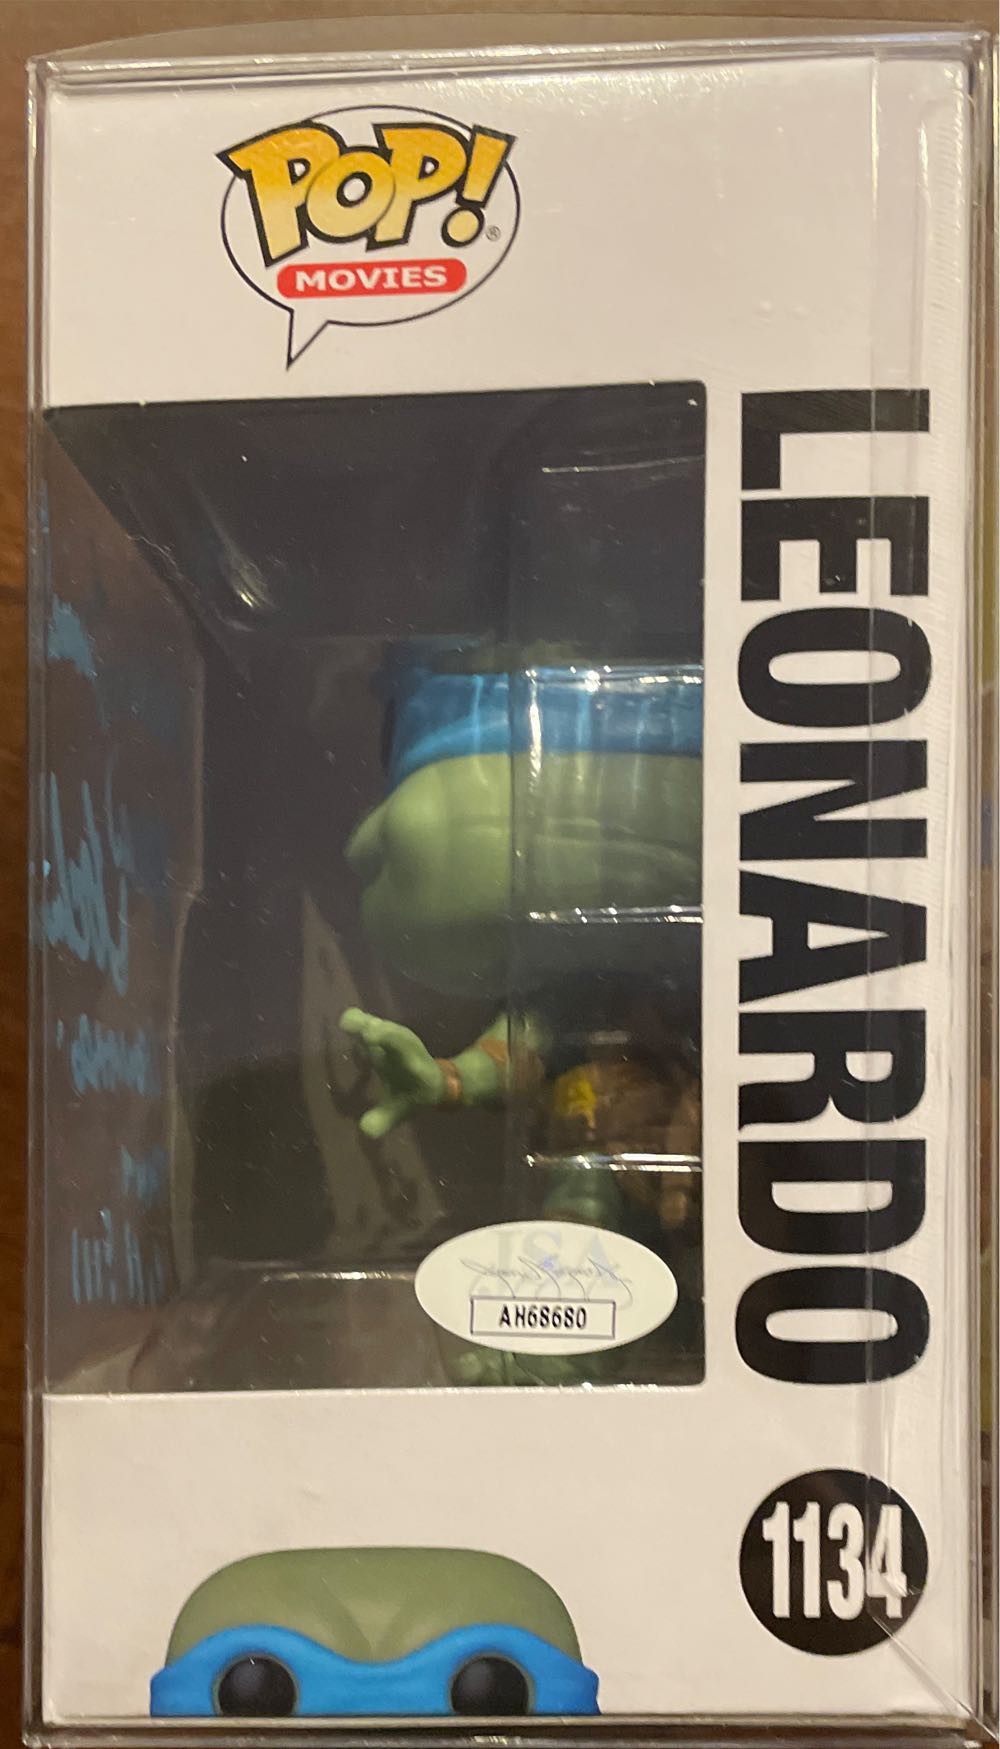 POP!®
MOVIES
LEONARDO
JSA
AH68680
1134